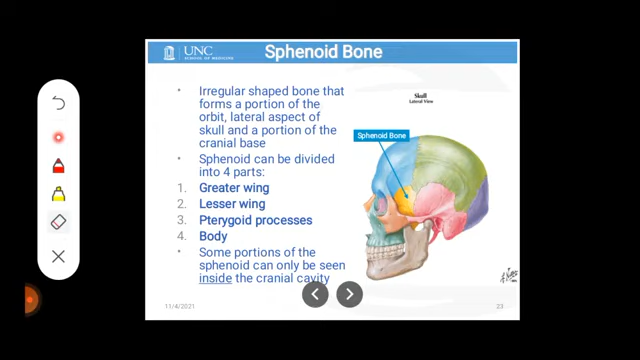 UNC
SCHOOL OF MEDICINE
Sphenoid Bone
• Irregular shaped bone that
forms a portion of the
orbit, lateral aspect of
skull and a portion of the
cranial base
• Sphenoid can be divided
into 4 parts:
1. Greater wing
2. Lesser wing
3. Pterygoid processes
4. Body
• Some portions of the
sphenoid can only be seen
inside the cranial cavity
Skull
Lateral View
Sphenoid Bone
11/4/2021
23